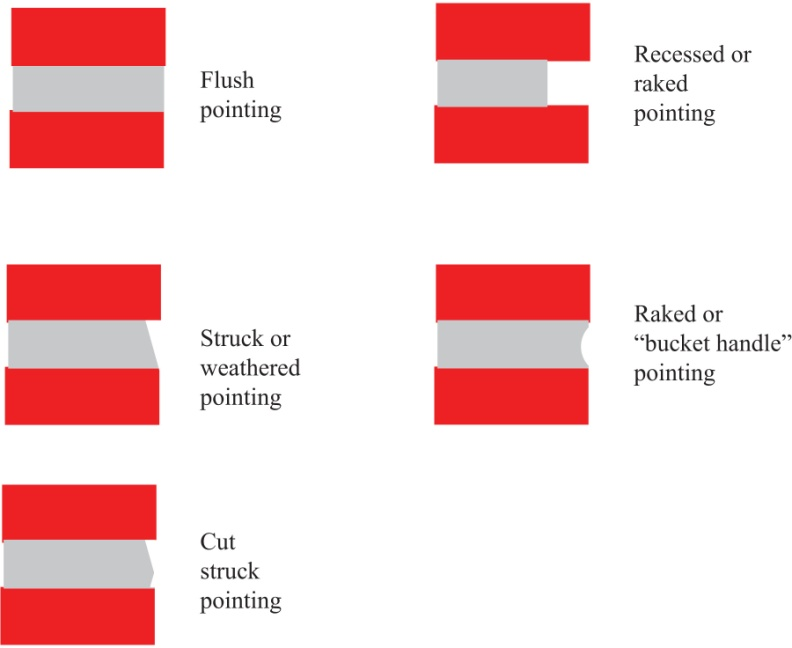 Flush
pointing
Recessed or
raked
pointing
Struck or
weathered
pointing
Raked or
“bucket handle”
pointing
Cut
struck
pointing